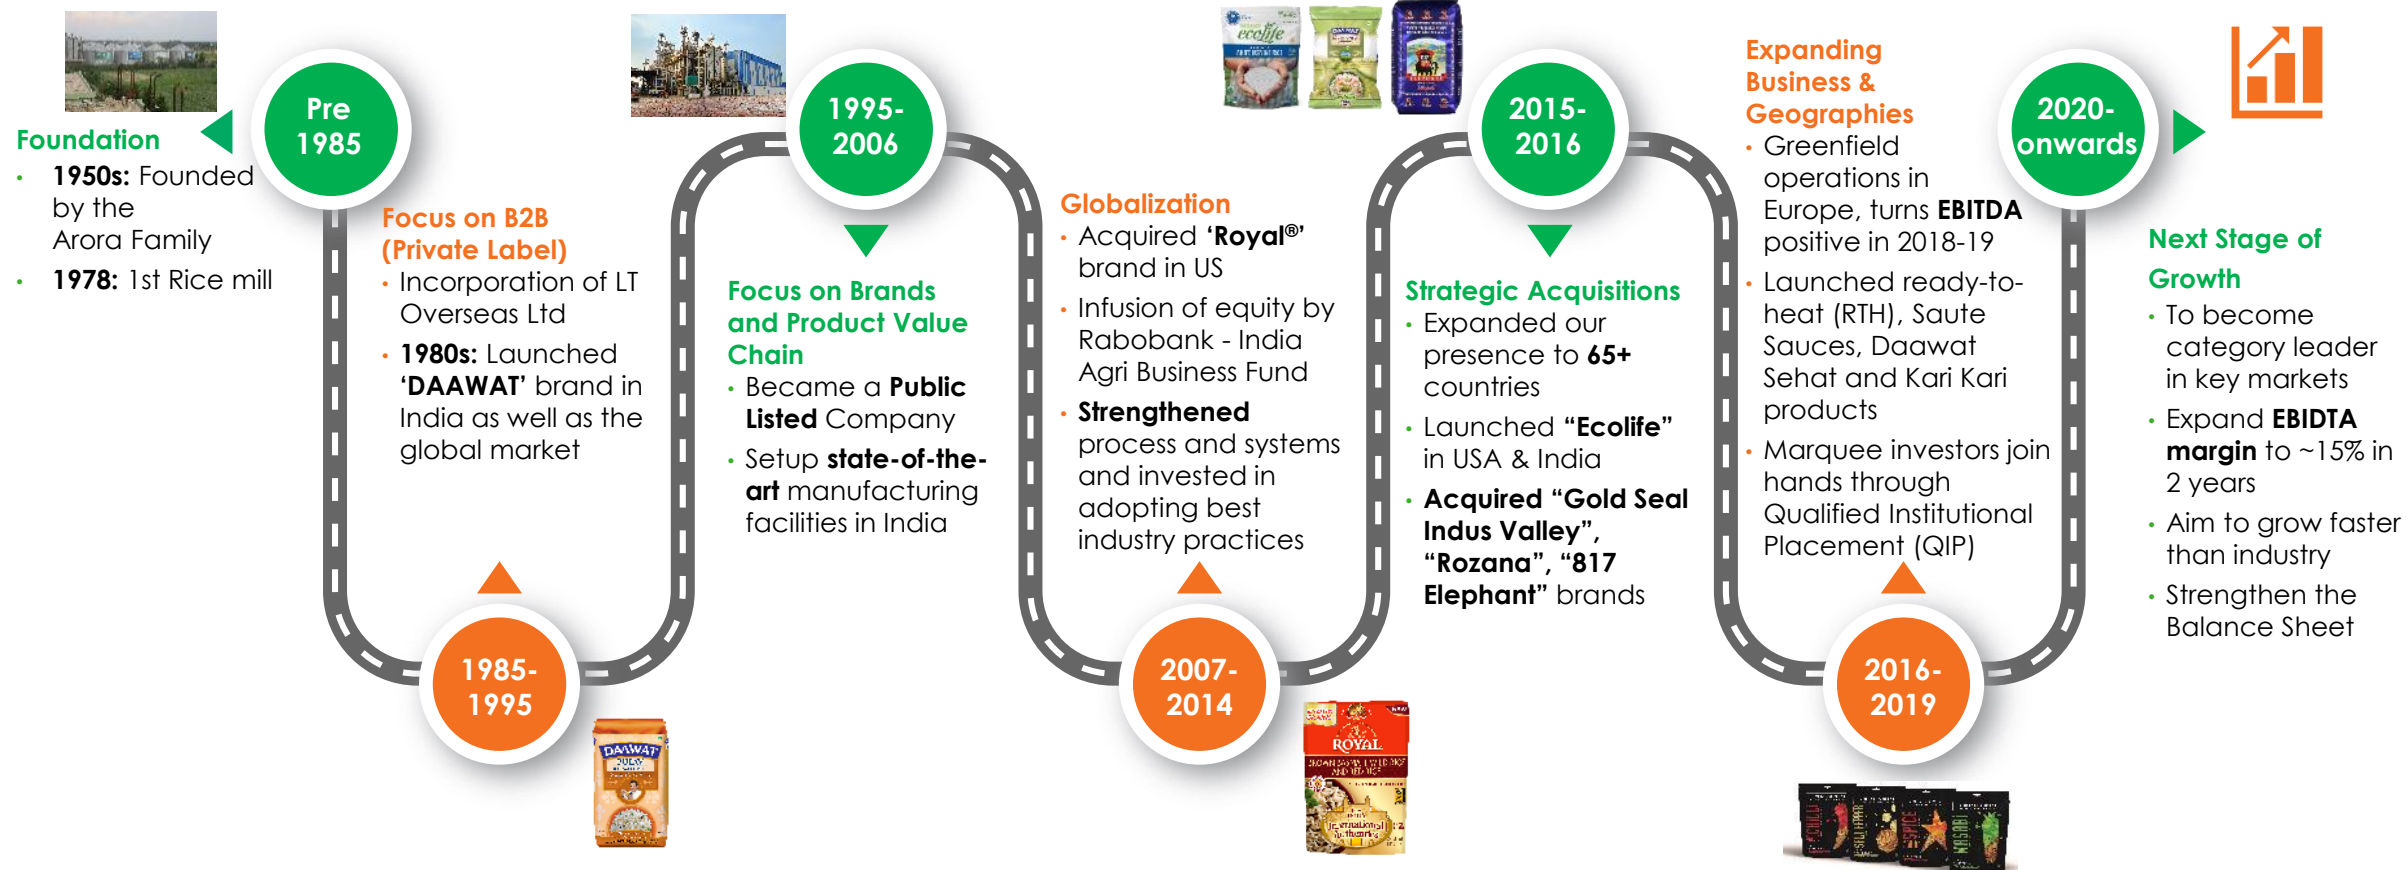 Pre
1985
Foundation
• 1950s: Founded
by the
Arora Family
• 1978: 1st Rice mill
Focus on B2B
(Private Label)
• Incorporation of LT
Overseas Ltd
• 1980s: Launched
‘DAAWAT’ brand in
India as well as the
global market
1985-
1995
DAAWAT
1995-
2006
Focus on Brands
and Product Value
Chain
• Became a Public
Listed Company
• Setup state-of-the-
art manufacturing
facilities in India
Globalization
• Acquired ‘Royal®’
brand in US
• Infusion of equity by
Rabobank - India
Agri Business Fund
• Strengthened
process and systems
and invested in
adopting best
industry practices
2007-
2014
ROYAL
ecolife
DAAWAT
2015-
2016
Strategic Acquisitions
• Expanded our
presence to 65+
countries
• Launched “Ecolife”
in USA & India
• Acquired “Gold Seal
Indus Valley”,
“Rozana”, “817
Elephant” brands
Expanding
Business &
Geographies
• Greenfield
operations in
Europe, turns EBITDA
positive in 2018-19
• Launched ready-to-
heat (RTH), Saute
Sauces, Daawat
Sehat and Kari Kari
products
• Marquee investors join
hands through
Qualified Institutional
Placement (QIP)
2016-
2019
CHILLI
SPICE
WASABI
2020-
onwards
Next Stage of
Growth
• To become
category leader
in key markets
• Expand EBIDTA
margin to ~15% in
2 years
• Aim to grow faster
than industry
• Strengthen the
Balance Sheet